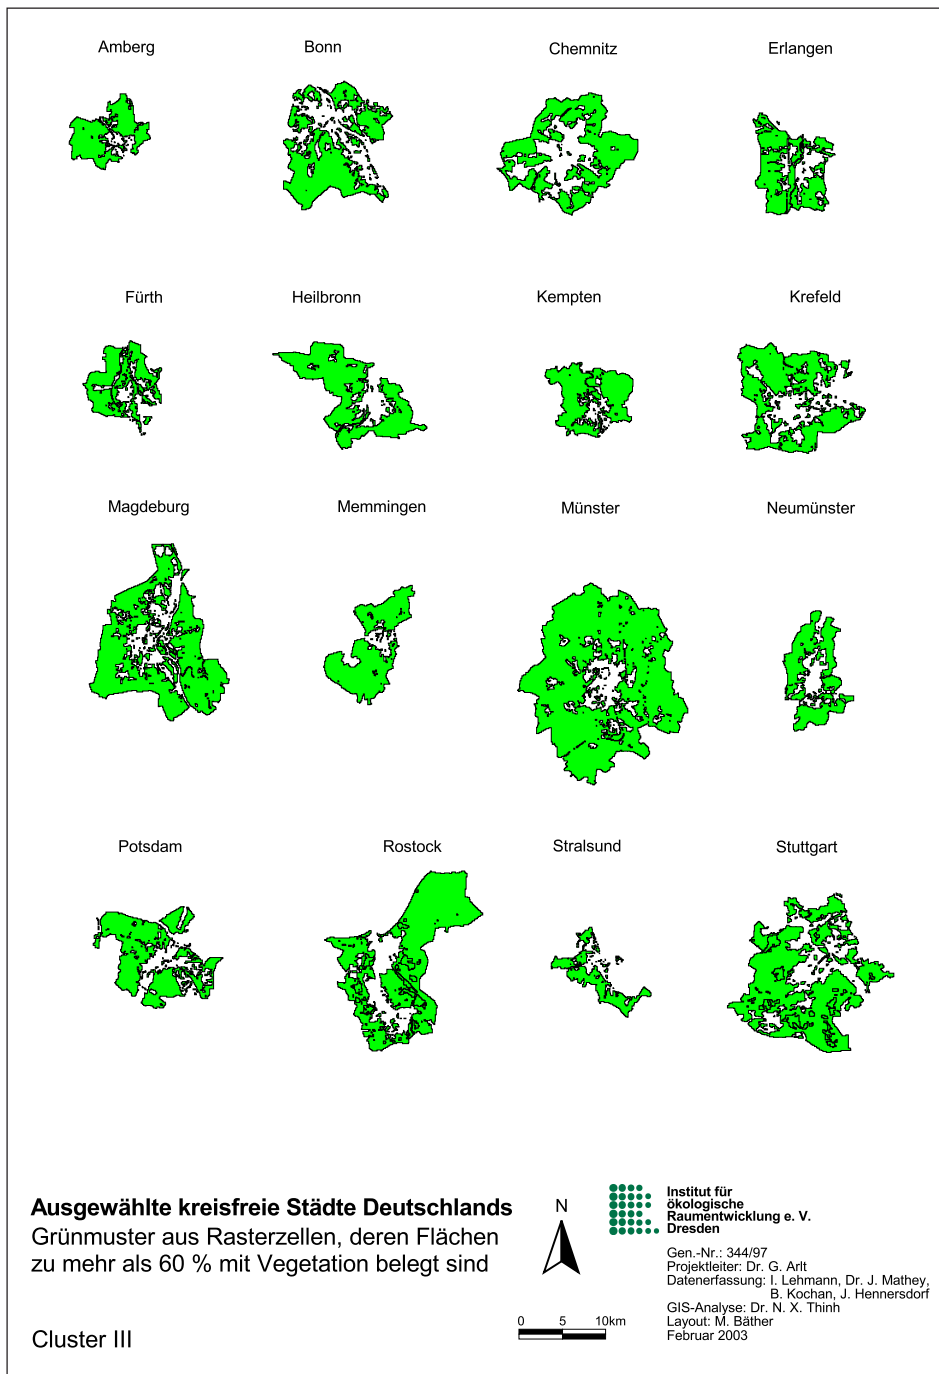 Amberg Bonn Chemnitz Erlangen
Fürth Heilbronn Kempten Krefeld
Magdeburg Memmingen Münster Neumünster
Potsdam Rostock Stralsund Stuttgart
Ausgewählte kreisfreie Städte Deutschlands
Grünmuster aus Rasterzellen, deren Flächen
zu mehr als 60 % mit Vegetation belegt sind
Cluster III
N
0 5 10km
Institut für
ökologische
Raumentwicklung e. V.
Dresden
Gen.-Nr.: 344/97
Projektleiter: Dr. G. Arlt
Datenerfassung: I. Lehmann, Dr. J. Mathey,
B. Kochan, J. Hennersdorf
GIS-Analyse: Dr. N. X. Thinh
Layout: M. Bäther
Februar 2003